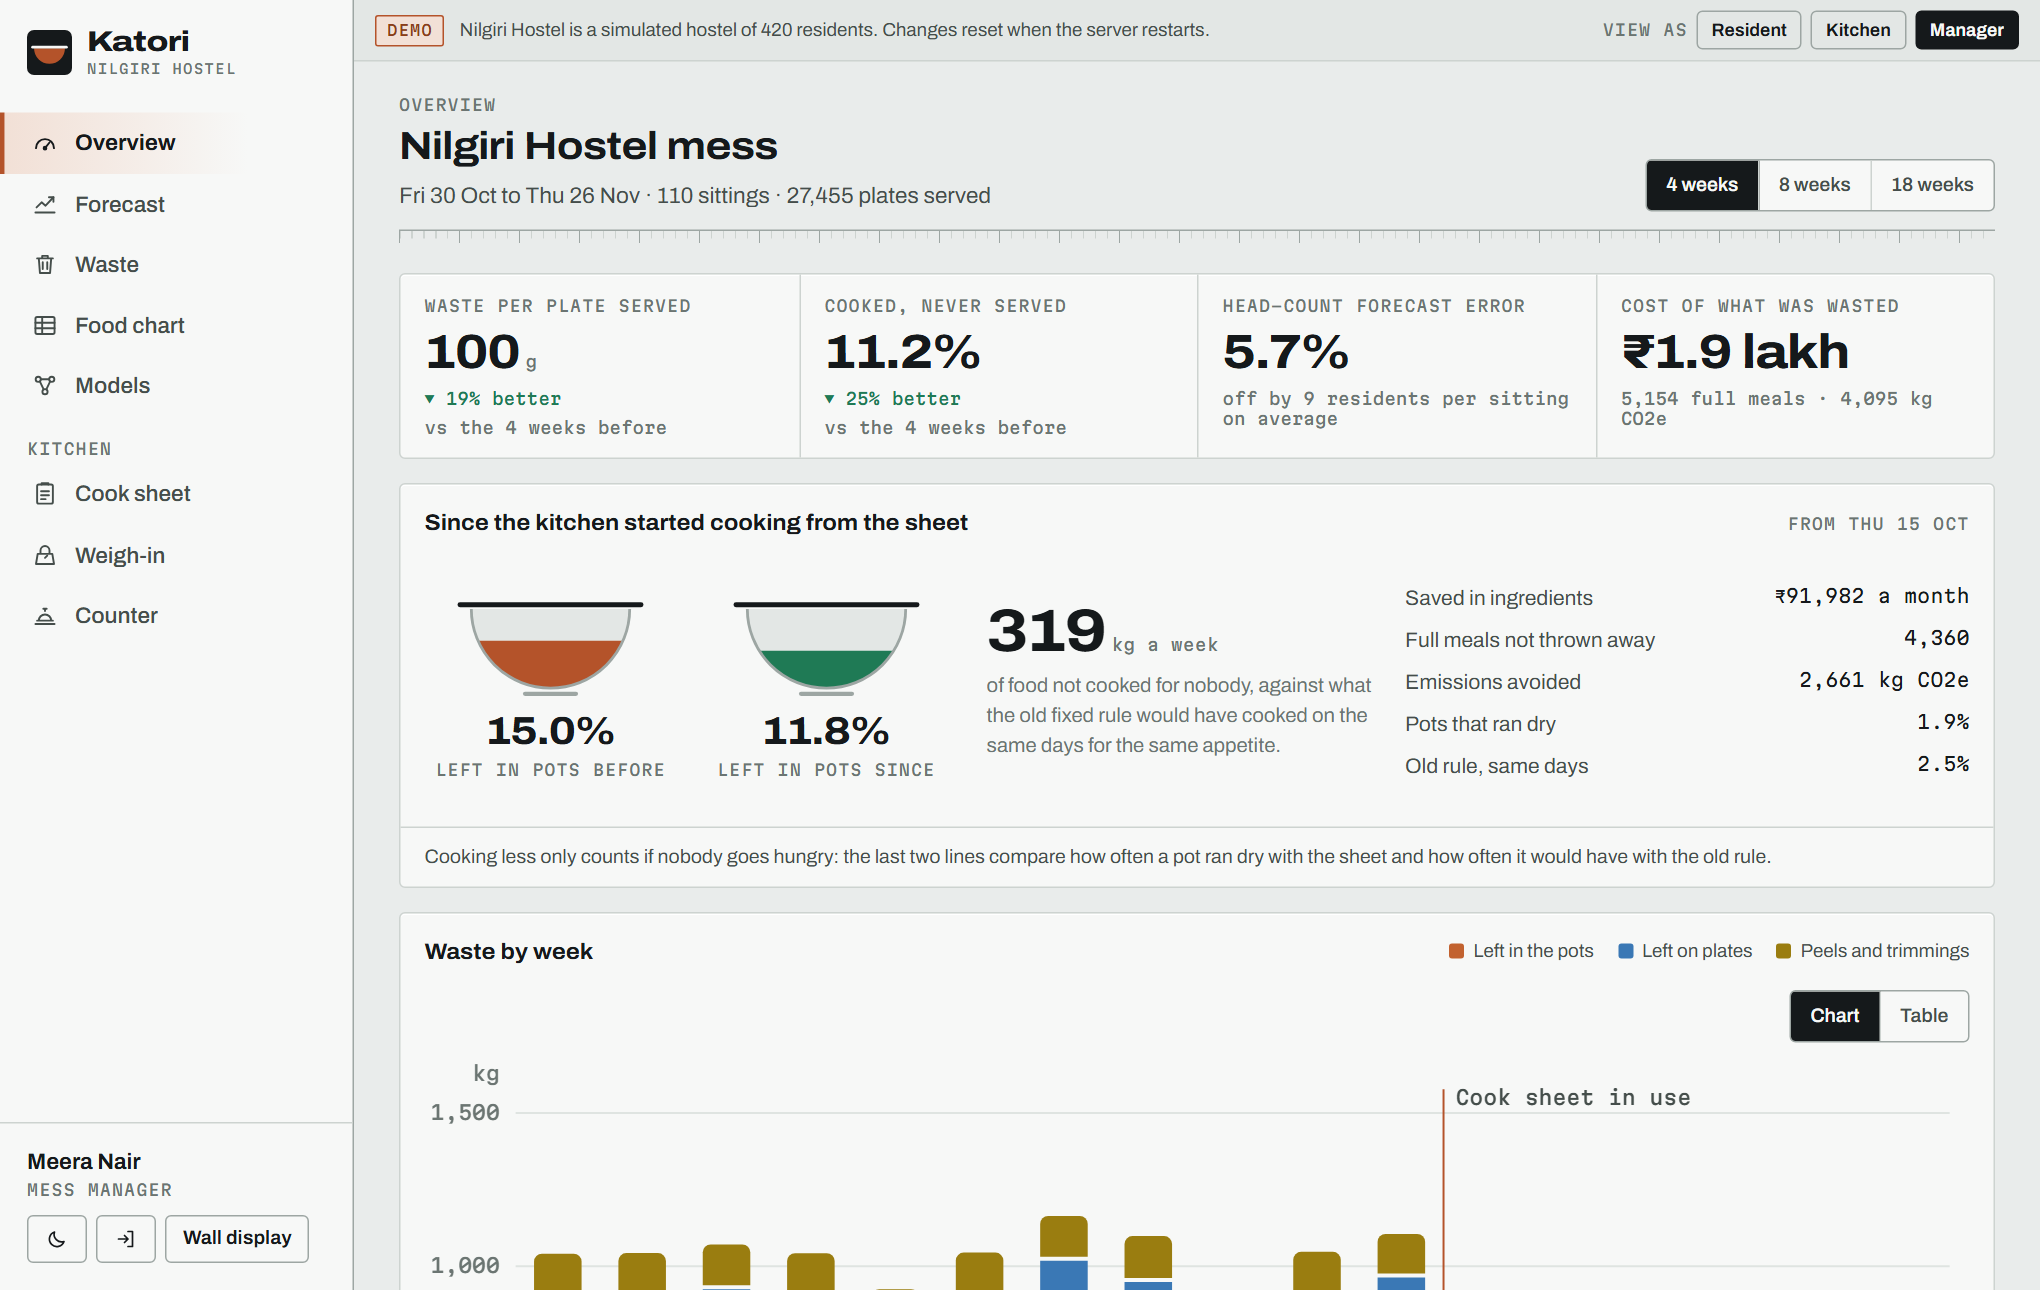 Katori
NILGIRI HOSTEL
Overview
Forecast
Waste
Food chart
Models
KITCHEN
Cook sheet
Weigh-in
Counter
Meera Nair
MESS MANAGER
Wall display
DEMO Nilgiri Hostel is a simulated hostel of 420 residents. Changes reset when the server restarts.
VIEW AS Resident Kitchen Manager
OVERVIEW
Nilgiri Hostel mess
Fri 30 Oct to Thu 26 Nov · 110 sittings · 27,455 plates served
4 weeks 8 weeks 18 weeks
WASTE PER PLATE SERVED
100 g
▼ 19% better
vs the 4 weeks before
COOKED, NEVER SERVED
11.2%
▼ 25% better
vs the 4 weeks before
HEAD-COUNT FORECAST ERROR
5.7%
off by 9 residents per sitting
on average
COST OF WHAT WAS WASTED
₹1.9 lakh
5,154 full meals · 4,095 kg
CO2e
Since the kitchen started cooking from the sheet
FROM THU 15 OCT
15.0%
LEFT IN POTS BEFORE
11.8%
LEFT IN POTS SINCE
319 kg a week
of food not cooked for nobody, against what
the old fixed rule would have cooked on the
same days for the same appetite.
Saved in ingredients ₹91,982 a month
Full meals not thrown away 4,360
Emissions avoided 2,661 kg CO2e
Pots that ran dry 1.9%
Old rule, same days 2.5%
Cooking less only counts if nobody goes hungry: the last two lines compare how often a pot ran dry with the sheet and how often it would have with the old rule.
Waste by week
Left in the pots Left on plates Peels and trimmings
Chart Table
kg
1,500
Cook sheet in use
1,000